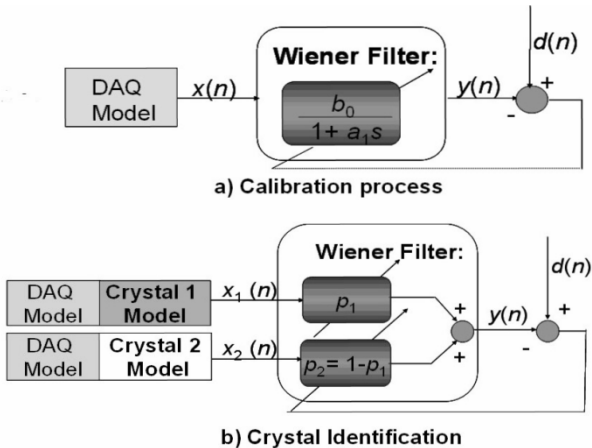 Wiener Filter:
d(n)
DAQ Model
x(n)
b₀
1+ a₁s
y(n)
+
-
a) Calibration process
Wiener Filter:
d(n)
DAQ Model
Crystal 1 Model
x₁ (n)
p₁
+
+
y(n)
+
-
DAQ Model
Crystal 2 Model
x₂ (n)
p₂= 1-p₁
b) Crystal Identification